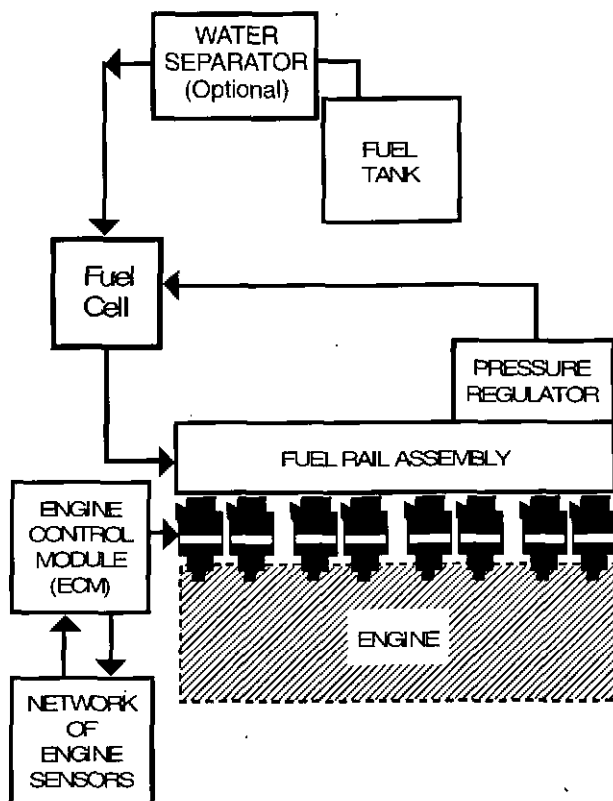 WATER
SEPARATOR
(Optional)
FUEL
TANK
Fuel
Cell
PRESSURE
REGULATOR
FUEL RAIL ASSEMBLY
ENGINE
CONTROL
MODULE
(ECM)
ENGINE
NETWORK
OF
ENGINE
SENSORS